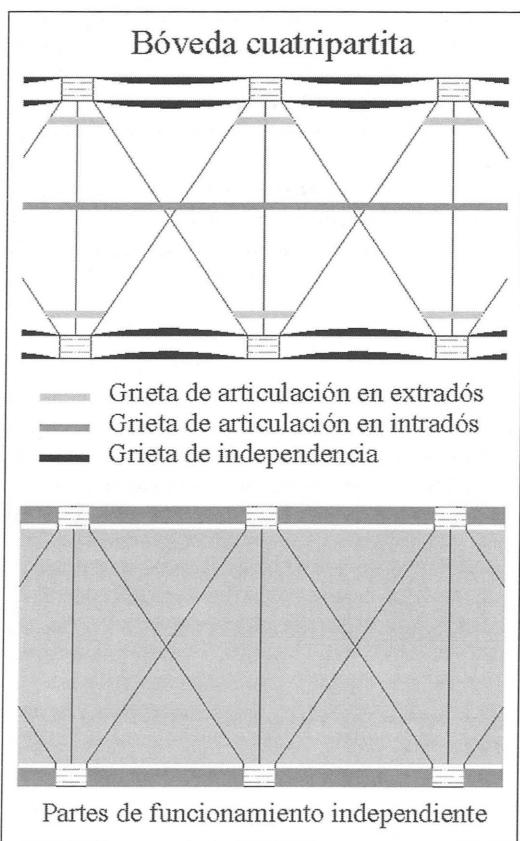 Bóveda cuatripartita
Grieta de articulación en extradós
Grieta de articulación en intradós
Grieta de independencia
Partes de funcionamiento independiente